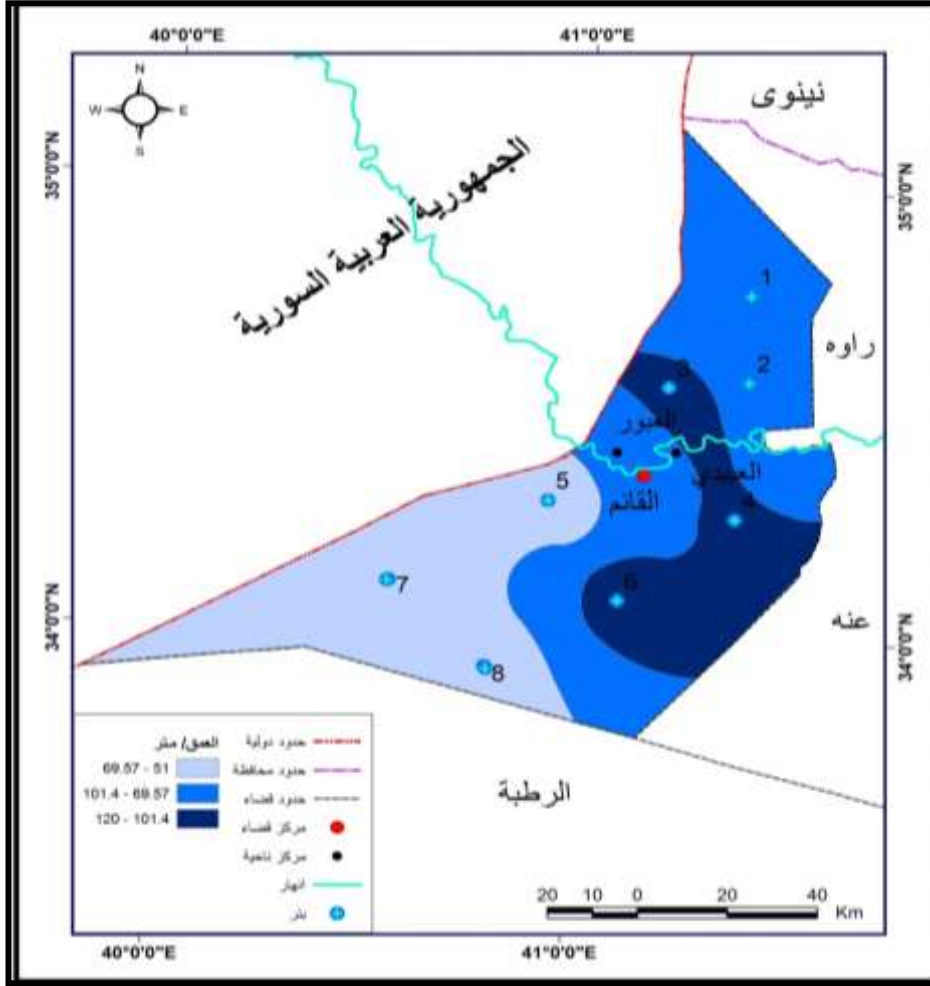 40°0'0"E 41°0'0"E
N
W E
S
نينوى
35°0'0"N 35°0'0"N
الجمهورية العربية السورية
1
راوه
2
3
العبور
العبيدي
القائم
4
5
6
7
8
عنه
34°0'0"N 34°0'0"N
الرطبة
العمق/ متر
69.57 - 51
101.4 - 69.57
120 - 101.4
حدود دولية
حدود محافظة
حدود قضاء
مركز قضاء
مركز ناحية
انهار
بئر
20 10 0 20 40 Km
40°0'0"E 41°0'0"E